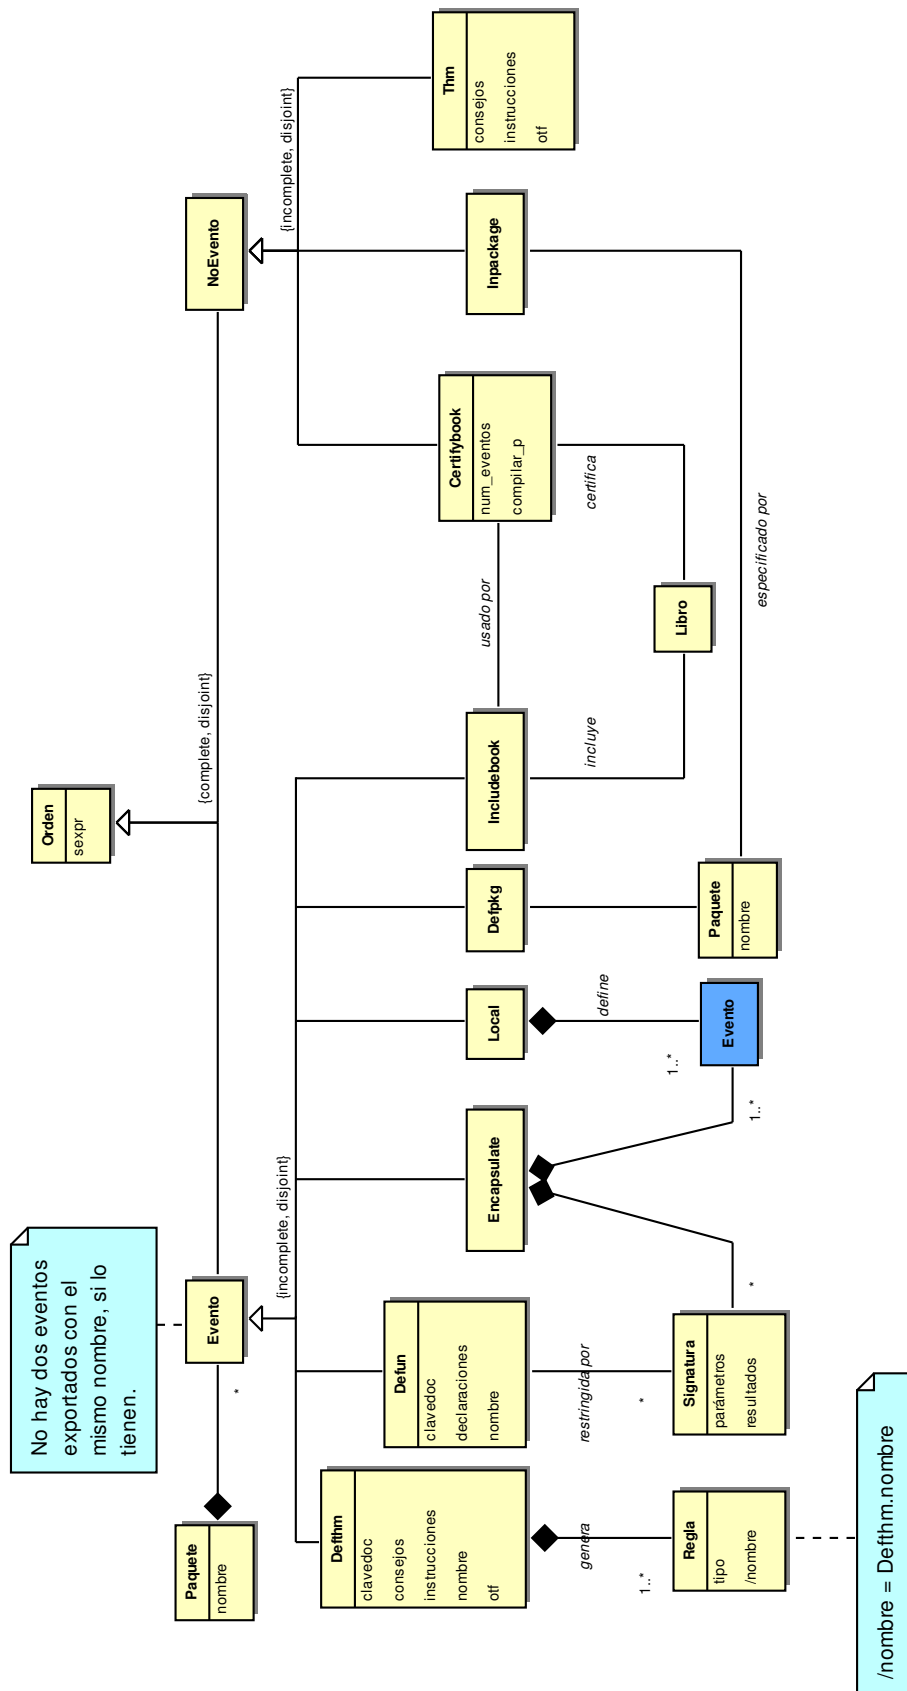 No hay dos eventos
exportados con el
mismo nombre, si lo
tienen.
Orden
sexpr
{complete, disjoint}
Paquete
nombre
*
Evento
NoEvento
{incomplete, disjoint}
{incomplete, disjoint}
Defthm
clavedoc
consejos
instrucciones
nombre
otf
Defun
clavedoc
declaraciones
nombre
Encapsulate
Local
Defpkg
Includebook
usado por
Certifybook
num_eventos
compilar_p
Inpackage
Thm
consejos
instrucciones
otf
genera
1..*
restringida por
*
*
1..*
define
1..*
incluye
certifica
Regla
tipo
/nombre
Signatura
parámetros
resultados
Evento
Paquete
nombre
Libro
especificado por
/nombre = Defthm.nombre